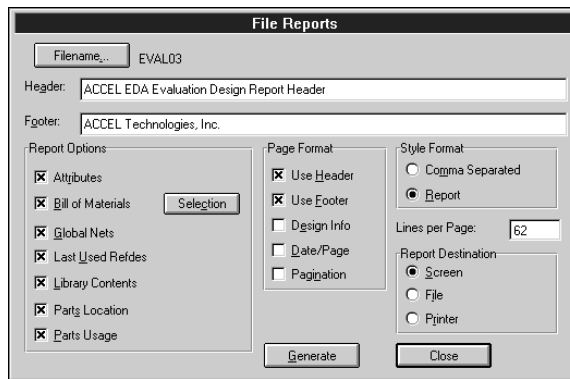 File Reports
Filename... EVAL03
Header: ACCEL EDA Evaluation Design Report Header
Footer: ACCEL Technologies, Inc.
Report Options
Attributes
Bill of Materials Selection
Global Nets
Last Used Refdes
Library Contents
Parts Location
Parts Usage
Page Format
Use Header
Use Footer
Design Info
Date/Page
Pagination
Style Format
Comma Separated
Report
Lines per Page: 62
Report Destination
Screen
File
Printer
Generate Close